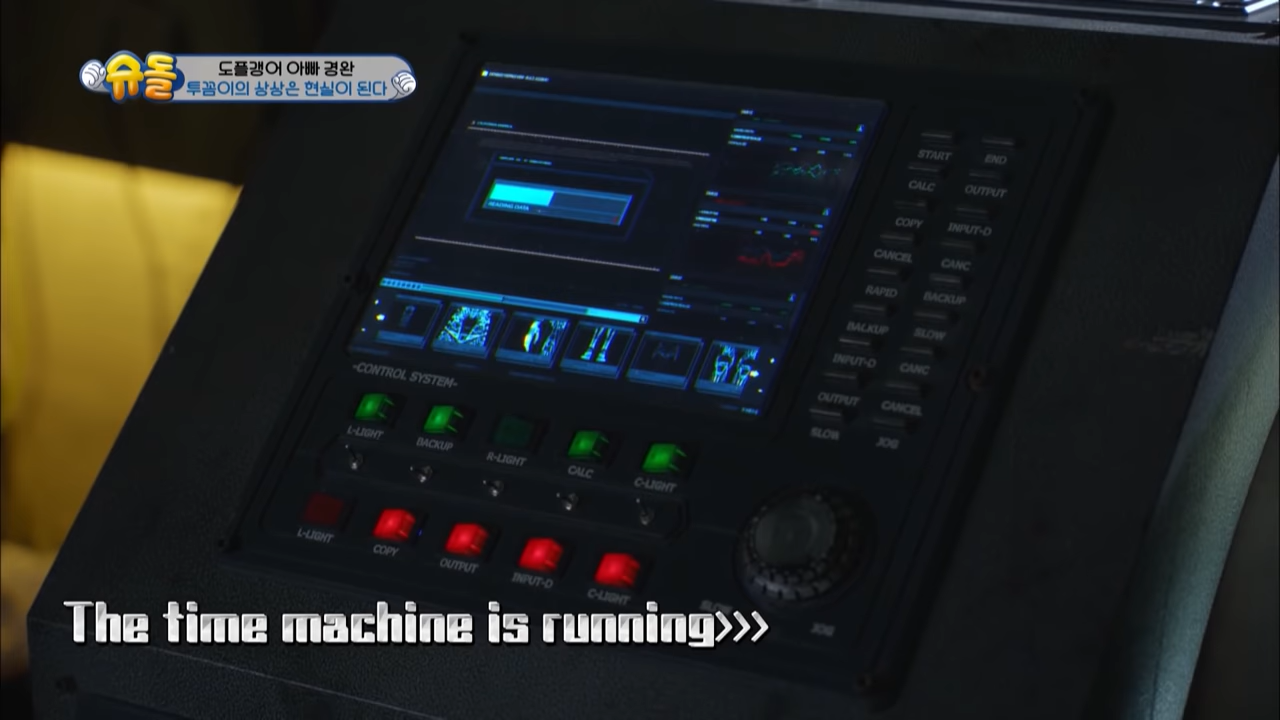 슈돌
도플갱어 아빠 경완
투꼼이의 상상은 현실이 된다
READING DATA
START END
CALC OUTPUT
COPY INPUT-D
CANCEL CANC
RAPID BACKUP
BALKUP SLOW
INPUT-D CANC
OUTPUT CANCEL
SLOW JOG
-CONTROL SYSTEM-
L-LIGHT BACKUP R-LIGHT CALC C-LIGHT
L-LIGHT COPY OUTPUT INPUT-D C-LIGHT
JOG
The time machine is running>>>